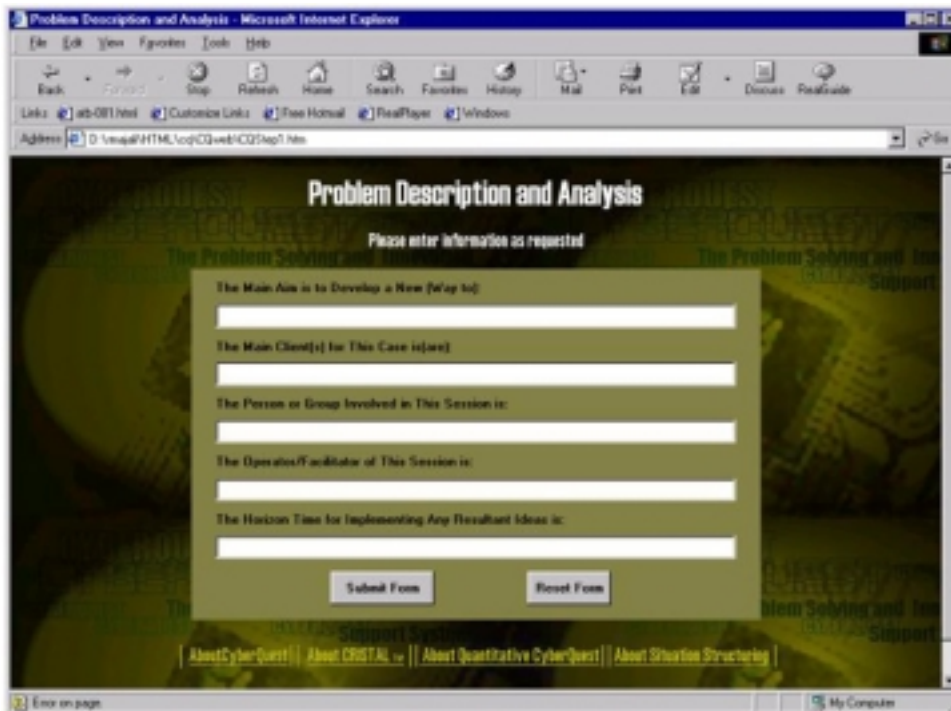 Problem Description and Analysis - Microsoft Internet Explorer
File Edit View Favorites Tools Help
Back Forward Stop Refresh Home Search Favorites History Mail Print Edit Discuss RealGuide
Links Customize Links Free Hotmail RealPlayer Windows
Address Go
Problem Description and Analysis
Please enter information as requested
The Main Aim is to Develop a New (Way to):
The Main Client(s) for This Case is(are):
The Person or Group Involved in This Session is:
The Operator/Facilitator of This Session is:
The Horizon Time for Implementing Any Resultant Ideas is:
Submit Form Reset Form
| AboutCyberQuest || About CRISTAL ™ || About Quantitative CyberQuest || About Situation Structuring |
Error on page. My Computer